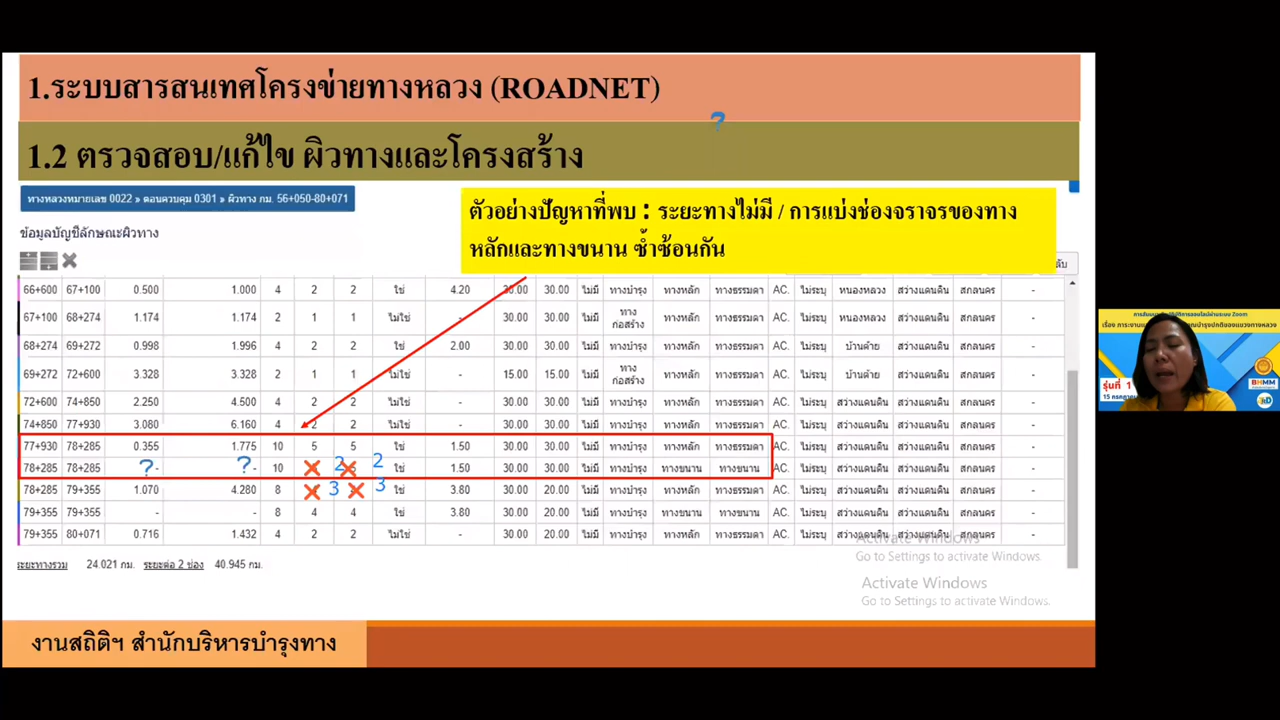 1.ระบบสารสนเทศโครงข่ายทางหลวง (ROADNET)
?
1.2 ตรวจสอบ/แก้ไข ผิวทางและโครงสร้าง
ทางหลวงหมายเลข 0022 » ตอนควบคุม 0301 » ผิวทาง กม. 56+050-80+071
ตัวอย่างปัญหาที่พบ : ระยะทางไม่มี / การแบ่งช่องจราจรของทาง
หลักและทางขนาน ซ้ำซ้อนกัน
ข้อมูลบัญชีลักษณะผิวทาง
66+600 67+100 0.500 1.000 4 2 2 ใช่ 4.20 30.00 30.00 ไม่มี ทางบำรุง ทางหลัก ทางธรรมดา AC. ไม่ระบุ หนองหลวง สว่างแดนดิน สกลนคร -
67+100 68+274 1.174 1.174 2 1 1 ไม่ใช่ - 30.00 30.00 ไม่มี ทางก่อสร้าง ทางหลัก ทางธรรมดา AC. ไม่ระบุ หนองหลวง สว่างแดนดิน สกลนคร -
68+274 69+272 0.998 1.996 4 2 2 ใช่ 2.00 30.00 30.00 ไม่มี ทางบำรุง ทางหลัก ทางธรรมดา AC. ไม่ระบุ บ้านต้าย สว่างแดนดิน สกลนคร -
69+272 72+600 3.328 3.328 2 1 1 ไม่ใช่ - 15.00 15.00 ไม่มี ทางก่อสร้าง ทางหลัก ทางธรรมดา AC. ไม่ระบุ บ้านต้าย สว่างแดนดิน สกลนคร -
72+600 74+850 2.250 4.500 4 2 2 ไม่ใช่ - 30.00 30.00 ไม่มี ทางบำรุง ทางหลัก ทางธรรมดา AC. ไม่ระบุ สว่างแดนดิน สว่างแดนดิน สกลนคร -
74+850 77+930 3.080 6.160 4 2 2 ไม่ใช่ - 30.00 30.00 ไม่มี ทางบำรุง ทางหลัก ทางธรรมดา AC. ไม่ระบุ สว่างแดนดิน สว่างแดนดิน สกลนคร -
77+930 78+285 0.355 1.775 10 5 5 ใช่ 1.50 30.00 30.00 ไม่มี ทางบำรุง ทางหลัก ทางธรรมดา AC. ไม่ระบุ สว่างแดนดิน สว่างแดนดิน สกลนคร -
78+285 78+285 ?- ?- 10 2 2 ใช่ 1.50 30.00 30.00 ไม่มี ทางบำรุง ทางขนาน ทางขนาน AC. ไม่ระบุ สว่างแดนดิน สว่างแดนดิน สกลนคร -
78+285 79+355 1.070 4.280 8 3 3 ใช่ 3.80 30.00 20.00 ไม่มี ทางบำรุง ทางหลัก ทางธรรมดา AC. ไม่ระบุ สว่างแดนดิน สว่างแดนดิน สกลนคร -
79+355 79+355 - - 8 4 4 ใช่ 3.80 30.00 20.00 ไม่มี ทางบำรุง ทางขนาน ทางขนาน AC. ไม่ระบุ สว่างแดนดิน สว่างแดนดิน สกลนคร -
79+355 80+071 0.716 1.432 4 2 2 ไม่ใช่ - 30.00 20.00 ไม่มี ทางบำรุง ทางหลัก ทางธรรมดา AC. ไม่ระบุ สว่างแดนดิน สว่างแดนดิน สกลนคร -
ระยะทางรวม 24.021 กม. ระยะต่อ 2 ช่อง 40.945 กม.
Activate Windows
Go to Settings to activate Windows.
Activate Windows
Go to Settings to activate Windows.
งานสถิติฯ สำนักบริหารบำรุงทาง
รุ่นที่ 1
BMMM